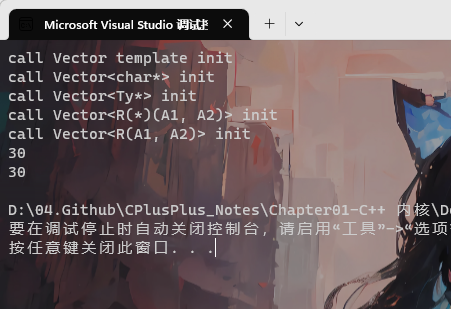 Microsoft Visual Studio 调试
call Vector template init
call Vector<char*> init
call Vector<Ty*> init
call Vector<R(*)(A1, A2)> init
call Vector<R(A1, A2)> init
30
30
D:\04.Github\CPlusPlus_Notes\Chapter01-C++ 内核\De
要在调试停止时自动关闭控制台，请启用“工具”->“选项
按任意键关闭此窗口. . .